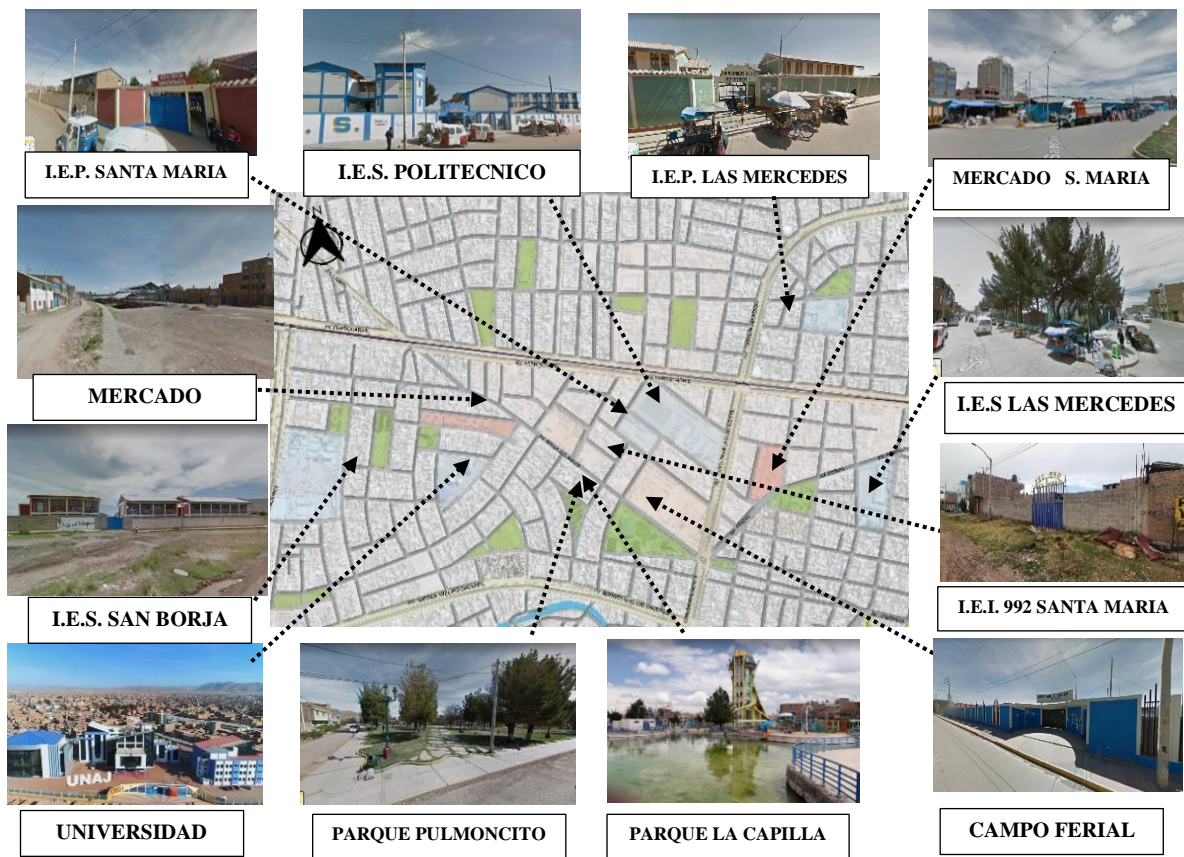 I.E.P. SANTA MARIA
I.E.S. POLITECNICO
I.E.P. LAS MERCEDES
MERCADO S. MARIA
MERCADO
I.E.S LAS MERCEDES
I.E.S. SAN BORJA
I.E.I. 992 SANTA MARIA
UNAJ
UNIVERSIDAD
PARQUE PULMONCITO
PARQUE LA CAPILLA
CAMPO FERIAL